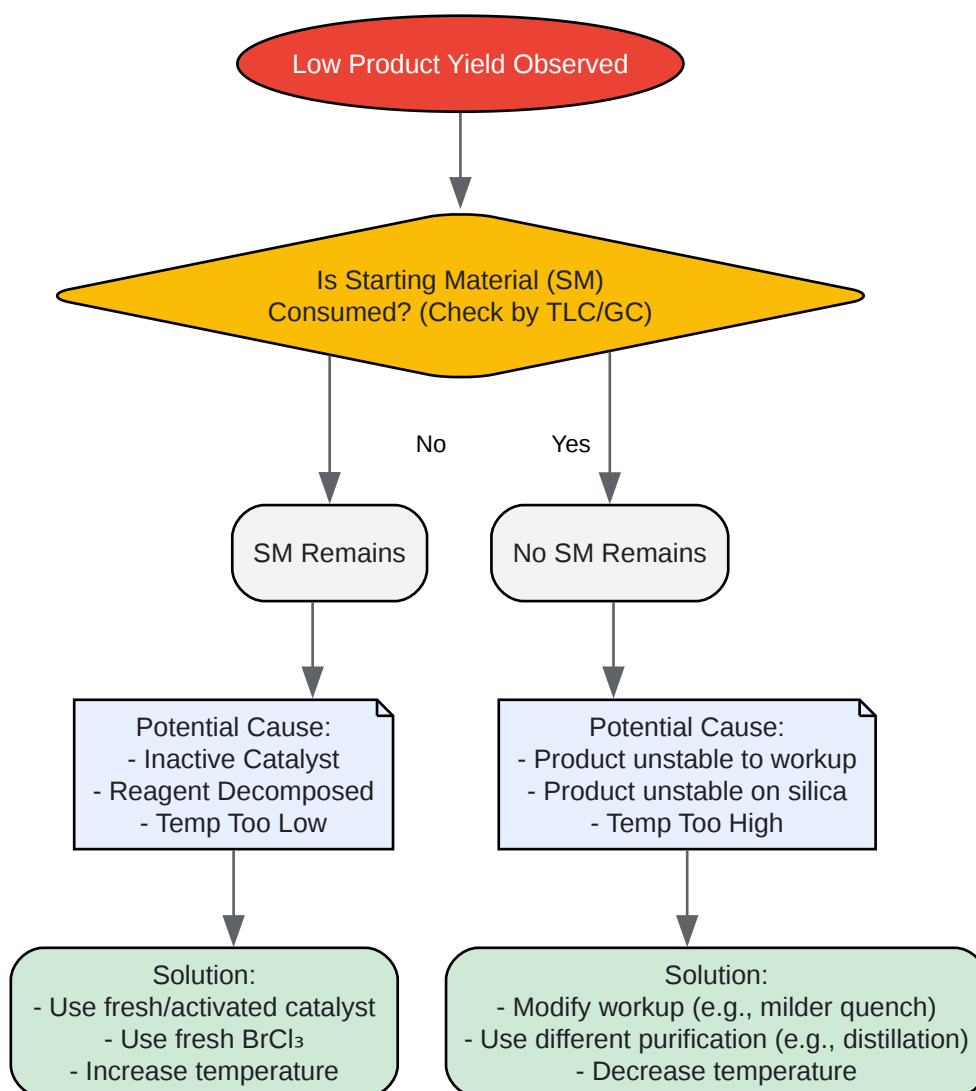 Low Product Yield Observed
Is Starting Material (SM)
Consumed? (Check by TLC/GC)
No
Yes
SM Remains
No SM Remains
Potential Cause:
- Inactive Catalyst
- Reagent Decomposed
- Temp Too Low
Potential Cause:
- Product unstable to workup
- Product unstable on silica
- Temp Too High
Solution:
- Use fresh/activated catalyst
- Use fresh BrCl₃
- Increase temperature
Solution:
- Modify workup (e.g., milder quench)
- Use different purification (e.g., distillation)
- Decrease temperature